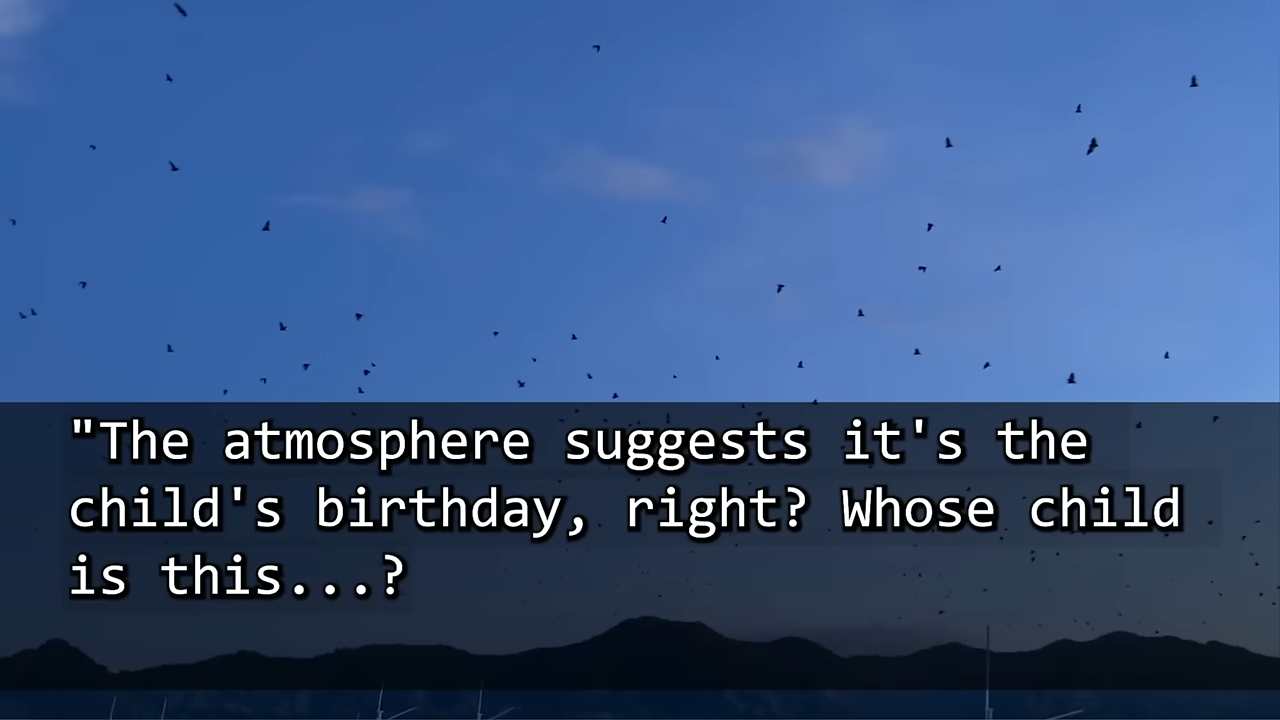 "The atmosphere suggests it's the
child's birthday, right? Whose child
is this...?